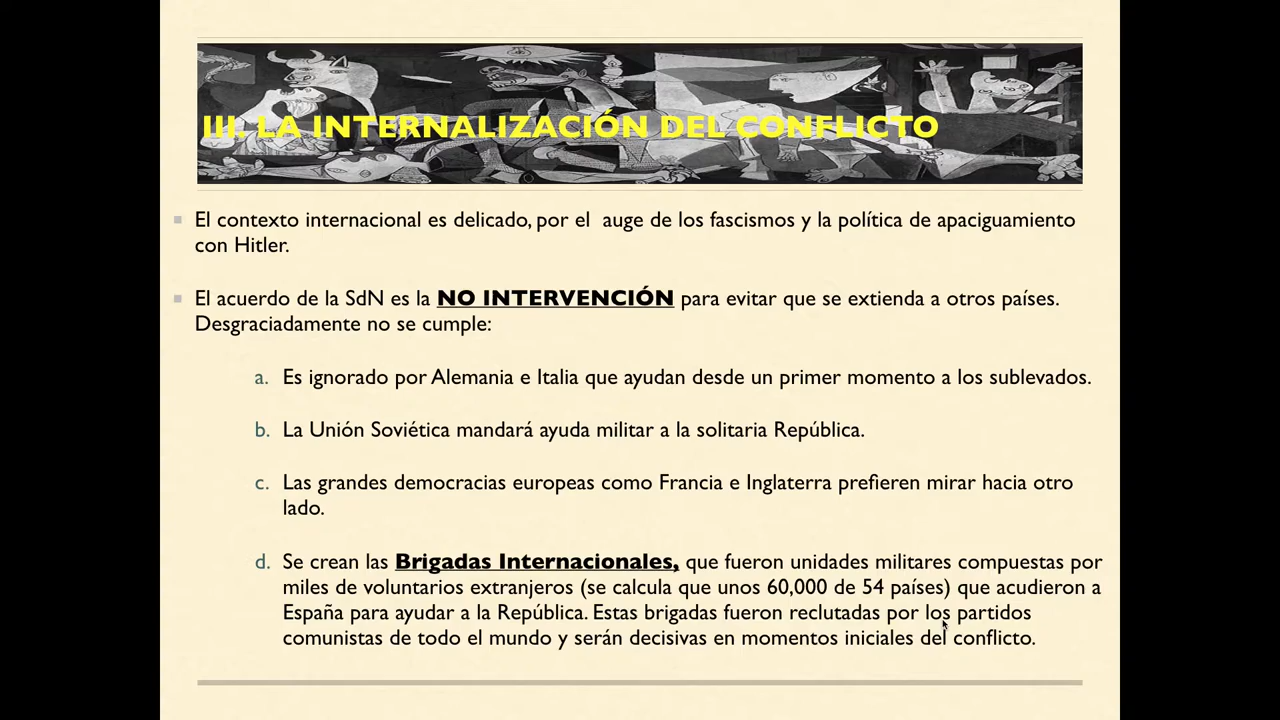 III. LA INTERNALIZACIÓN DEL CONFLICTO
El contexto internacional es delicado, por el auge de los fascismos y la política de apaciguamiento
con Hitler.
El acuerdo de la SdN es la NO INTERVENCIÓN para evitar que se extienda a otros países.
Desgraciadamente no se cumple:
a. Es ignorado por Alemania e Italia que ayudan desde un primer momento a los sublevados.
b. La Unión Soviética mandará ayuda militar a la solitaria República.
c. Las grandes democracias europeas como Francia e Inglaterra prefieren mirar hacia otro
lado.
d. Se crean las Brigadas Internacionales, que fueron unidades militares compuestas por
miles de voluntarios extranjeros (se calcula que unos 60,000 de 54 países) que acudieron a
España para ayudar a la República. Estas brigadas fueron reclutadas por los partidos
comunistas de todo el mundo y serán decisivas en momentos iniciales del conflicto.